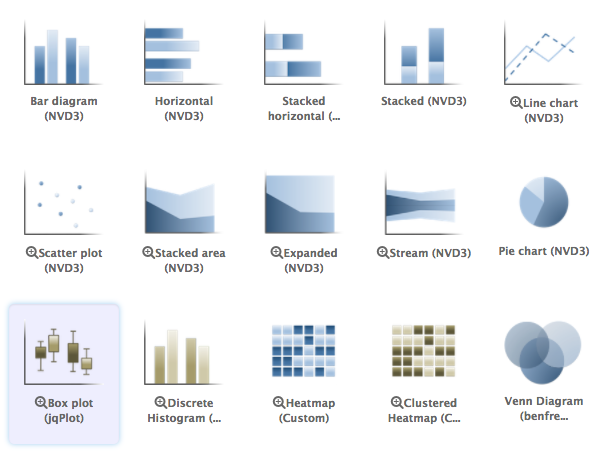 Bar diagram
(NVD3)
Horizontal
(NVD3)
Stacked
horizontal (...
Stacked (NVD3)
Line chart
(NVD3)
Scatter plot
(NVD3)
Stacked area
(NVD3)
Expanded
(NVD3)
Stream (NVD3)
Pie chart (NVD3)
Box plot
(jqPlot)
Discrete
Histogram (...
Heatmap
(Custom)
Clustered
Heatmap (C...
Venn Diagram
(benfre...